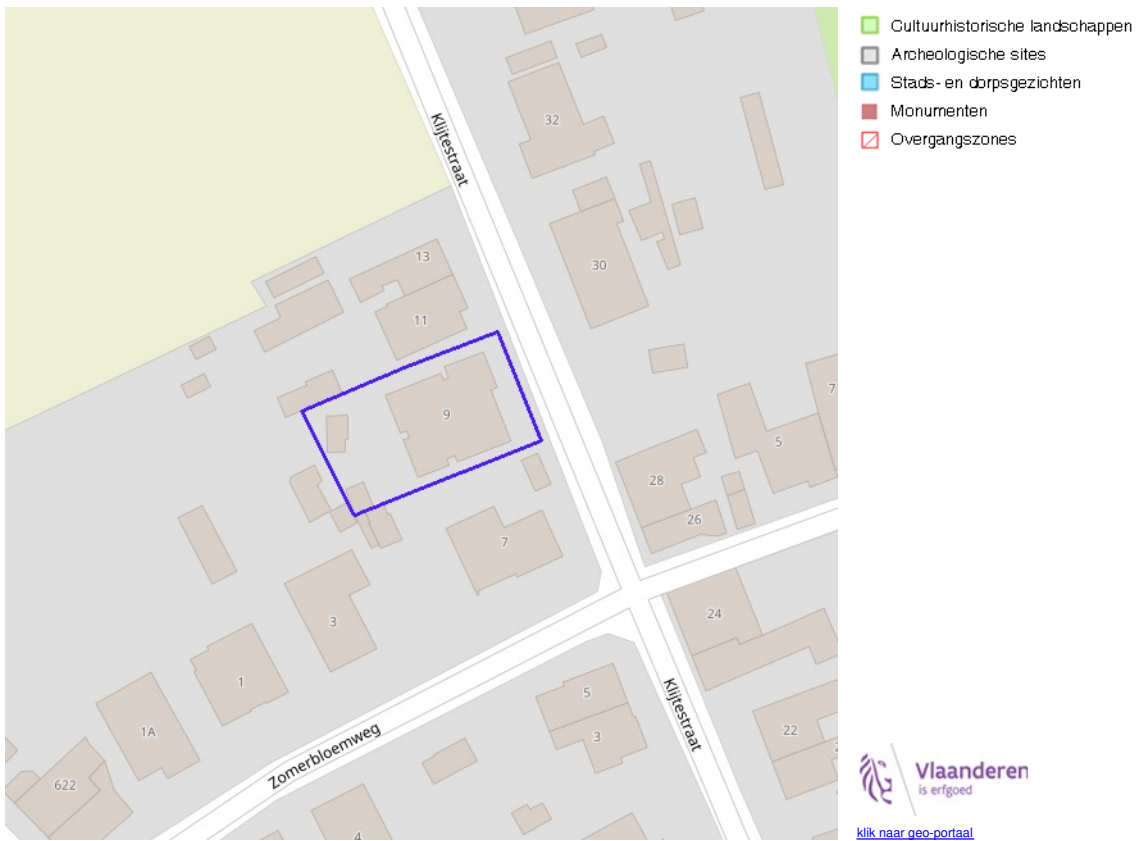 Klijtestraat
32
13
30
11
9
7
5
28
26
7
3
24
1
5
1A
Klijtestraat
3
22
Zomerbloemweg
622
4
Cultuurhistorische landschappen
Archeologische sites
Stads- en dorpsgezichten
Monumenten
Overgangszones
Vlaanderen
is erfgoed
klik naar geo-portaal